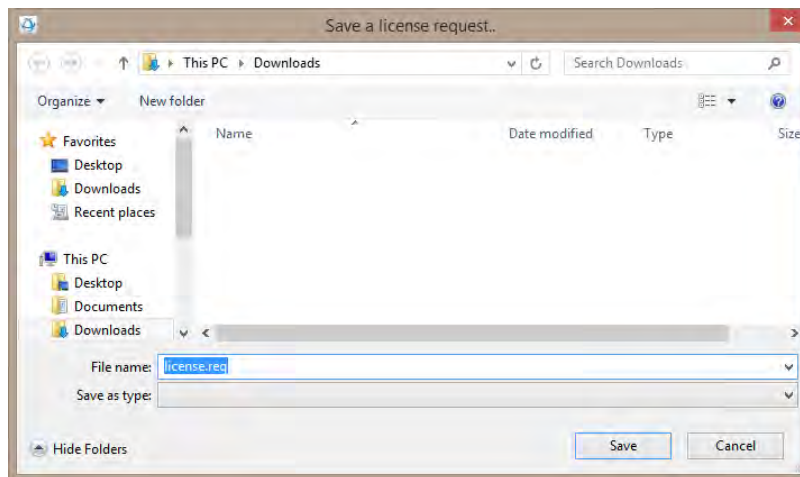 Save a license request..
This PC Downloads Search Downloads
Organize New folder
Name Date modified Type Size
Favorites
Desktop
Downloads
Recent places
This PC
Desktop
Documents
Downloads
File name: license.req
Save as type:
Hide Folders Save Cancel